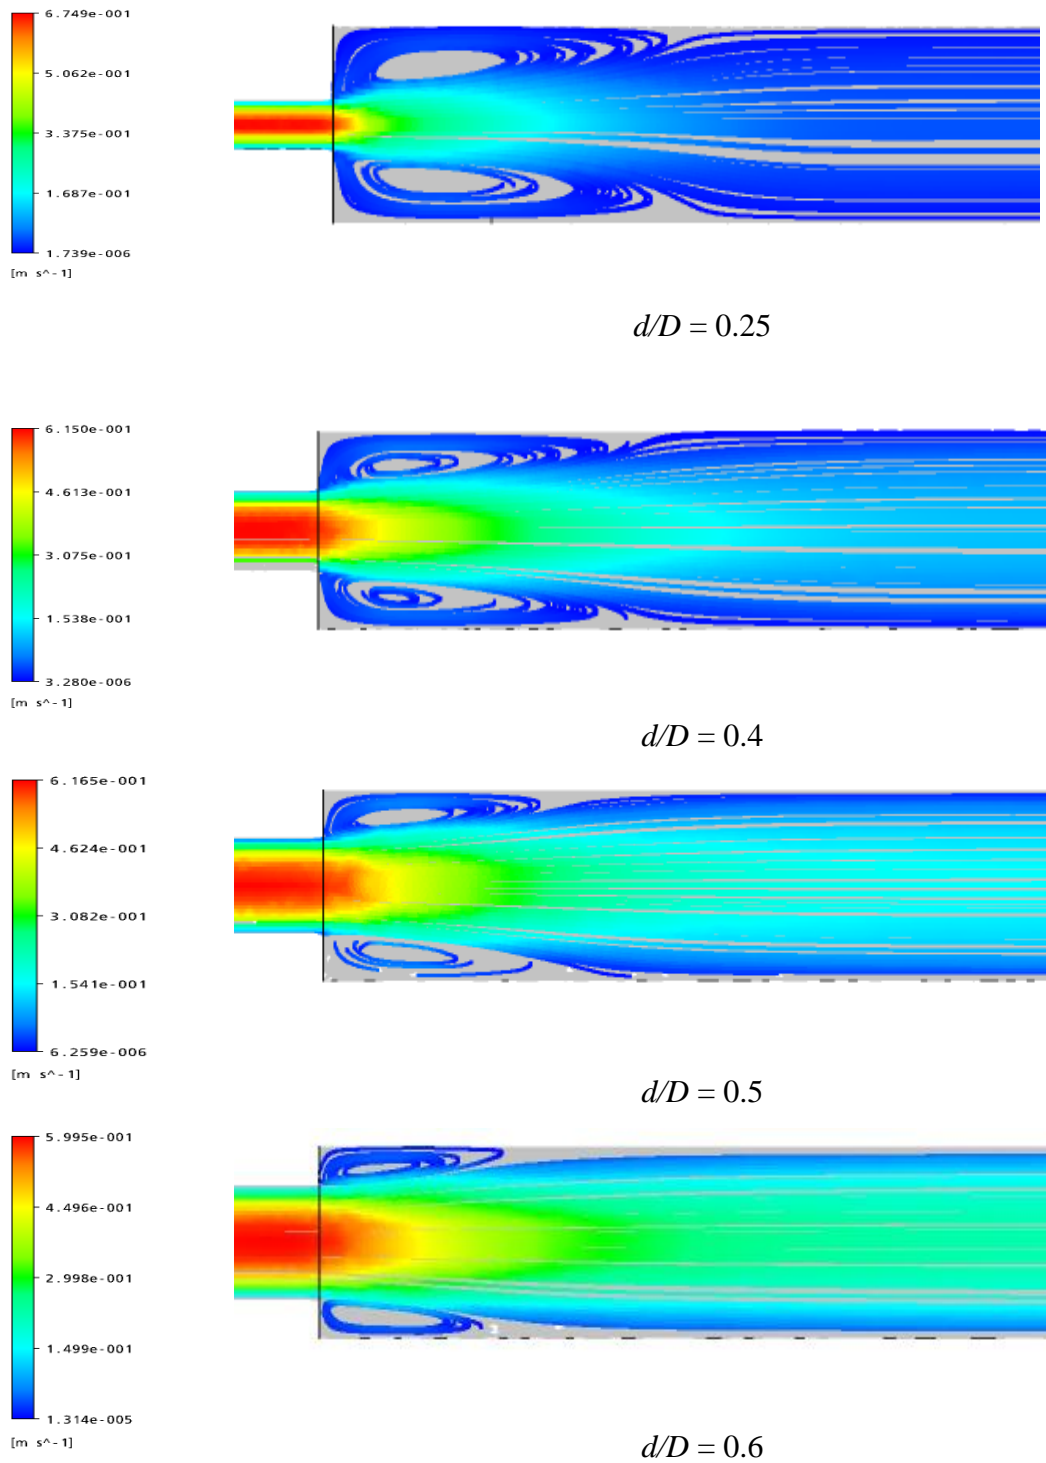 6.749e-001
5.062e-001
3.375e-001
1.687e-001
1.739e-006
[m s^-1]
d/D = 0.25
6.150e-001
4.613e-001
3.075e-001
1.538e-001
3.280e-006
[m s^-1]
d/D = 0.4
6.165e-001
4.624e-001
3.082e-001
1.541e-001
6.259e-006
[m s^-1]
d/D = 0.5
5.995e-001
4.496e-001
2.998e-001
1.499e-001
1.314e-005
[m s^-1]
d/D = 0.6